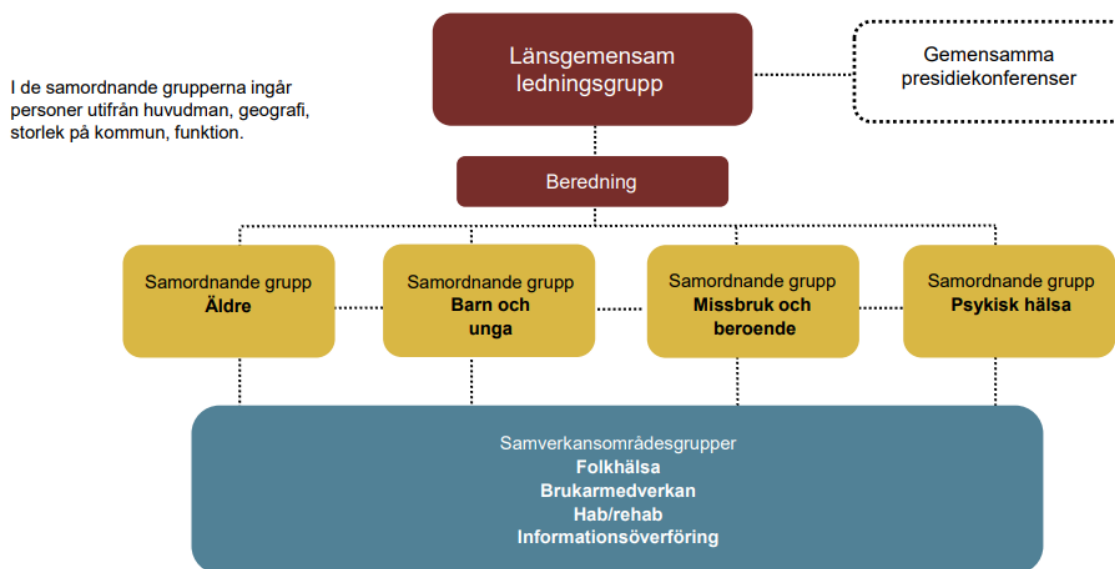 Länsgemensam
ledningsgrupp
Gemensamma
presidiekonferenser
I de samordnande grupperna ingår
personer utifrån huvudman, geografi,
storlek på kommun, funktion.
Beredning
Samordnande grupp
Äldre
Samordnande grupp
Barn och
unga
Samordnande grupp
Missbruk och
beroende
Samordnande grupp
Psykisk hälsa
Samverkansområdesgrupper
Folkhälsa
Brukarmedverkan
Hab/rehab
Informationsöverföring